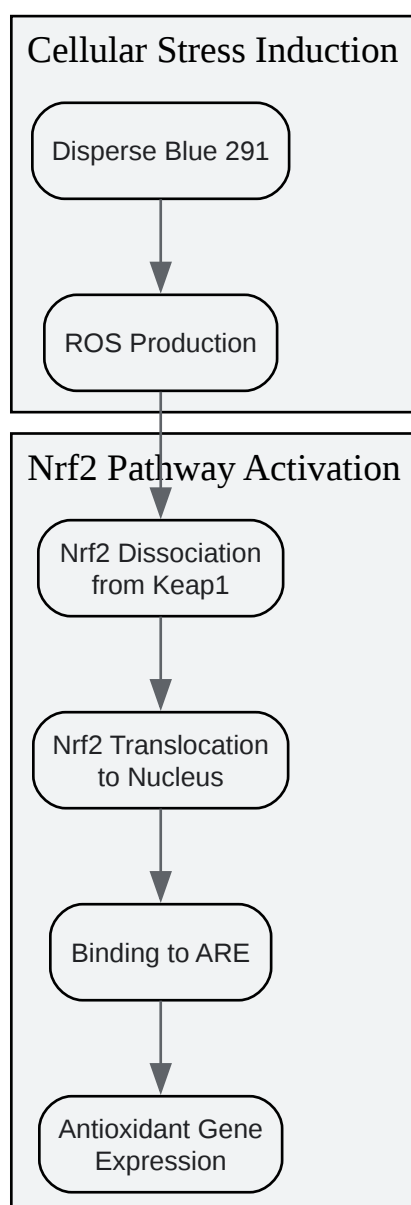 Cellular Stress Induction
Disperse Blue 291
ROS Production
Nrf2 Pathway Activation
Nrf2 Dissociation
from Keap1
Nrf2 Translocation
to Nucleus
Binding to ARE
Antioxidant Gene
Expression